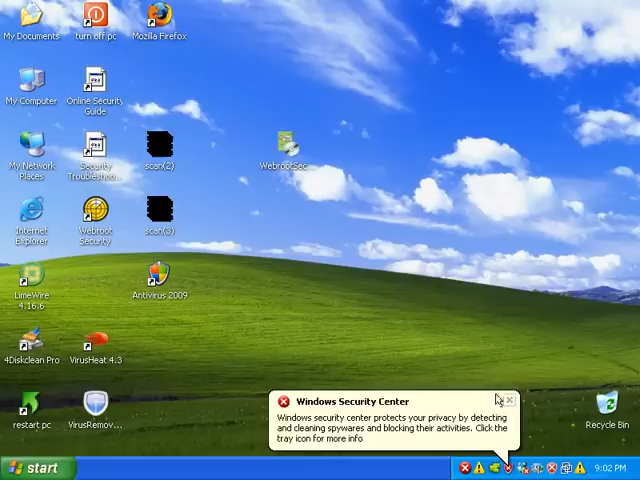 My Documents
turn off pc
Mozilla Firefox
My Computer
Online Security
Guide
My Network
Places
Security
Troubleshoo...
scan(2)
WebrootSec...
Internet
Explorer
Webroot
Security
scan(3)
LimeWire
4.16.6
Antivirus 2009
4Diskclean Pro
VirusHeat 4.3
restart pc
VirusRemov...
Recycle Bin
Windows Security Center
Windows security center protects your privacy by detecting
and cleaning spywares and blocking their activities. Click the
tray icon for more info
start
9:02 PM